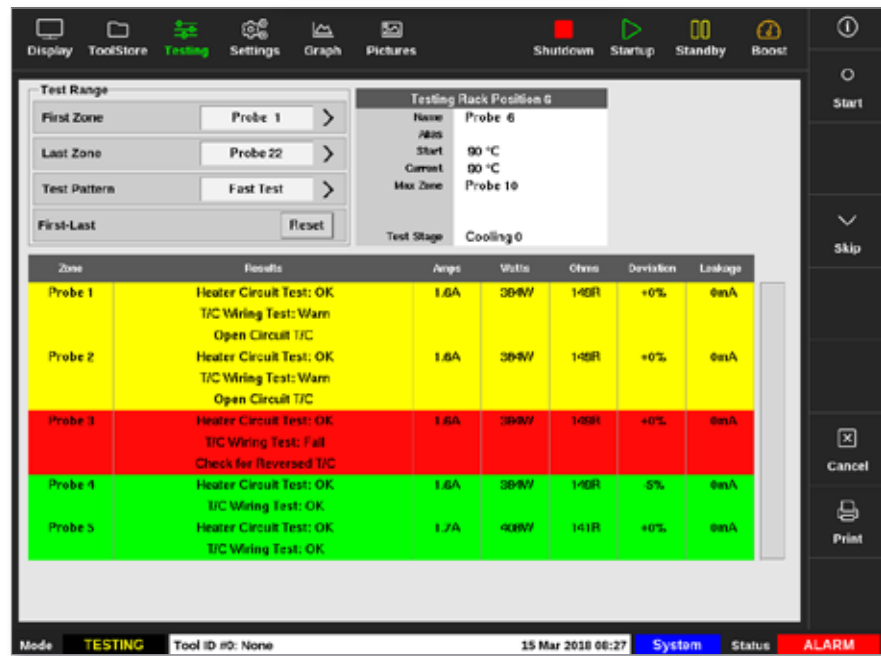 Display ToolStore Testing Settings Graph Pictures Shutdown Startup Standby Boost
Start
Skip
Cancel
Print
Test Range
First Zone Probe 1
Last Zone Probe 22
Test Pattern Fast Test
First-Last Reset
Testing Rack Position 6
Name Probe 6
Alias
Start 90 °C
Current 90 °C
Max Zone Probe 10
Test Stage Cooling 0
Zone Results Amps Watts Ohms Deviation Leakage
Probe 1 Heater Circuit Test: OK 1.6A 384W 149R +0% 0mA
T/C Wiring Test: Warn
Open Circuit T/C
Probe 2 Heater Circuit Test: OK 1.6A 384W 149R +0% 0mA
T/C Wiring Test: Warn
Open Circuit T/C
Probe 3 Heater Circuit Test: OK 1.6A 384W 149R +0% 0mA
T/C Wiring Test: Fail
Check for Reversed T/C
Probe 4 Heater Circuit Test: OK 1.6A 384W 149R -5% 0mA
T/C Wiring Test: OK
Probe 5 Heater Circuit Test: OK 1.7A 408W 141R +0% 0mA
T/C Wiring Test: OK
Mode TESTING Tool ID #0: None 15 Mar 2018 08:27 System Status ALARM